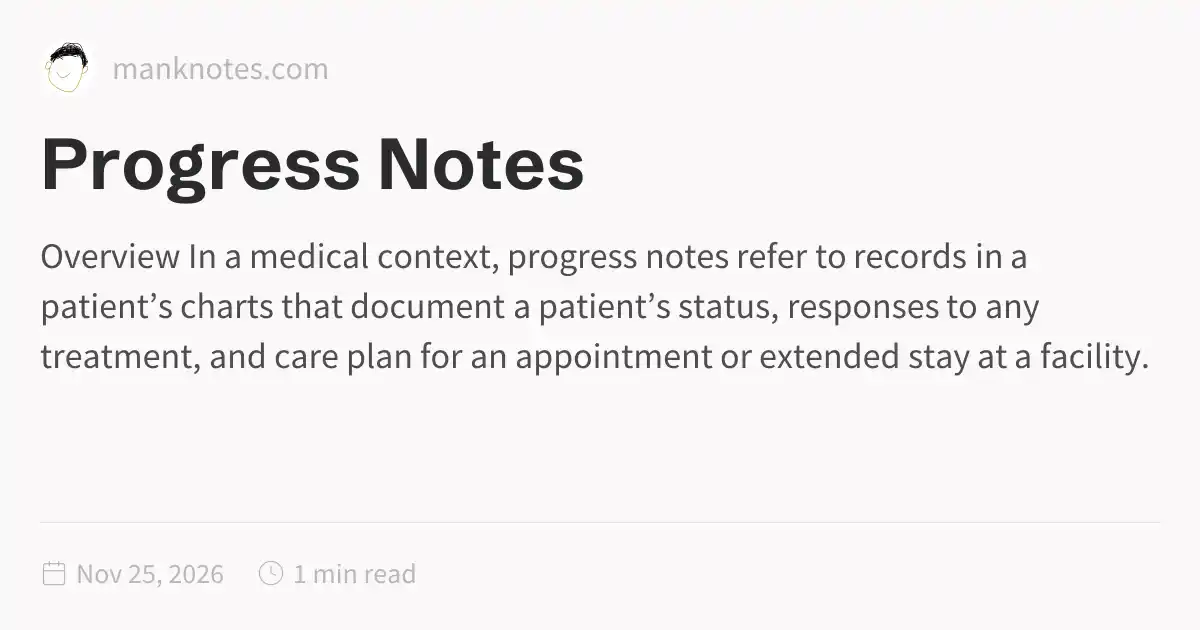 manknotes.com
Progress Notes
Overview In a medical context, progress notes refer to records in a
patient’s charts that document a patient’s status, responses to any
treatment, and care plan for an appointment or extended stay at a facility.
Nov 25, 2026 1 min read